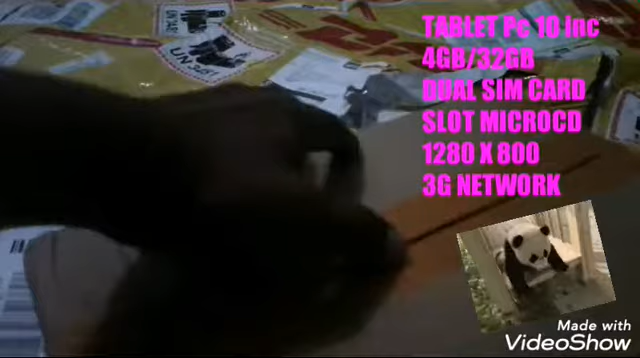 TABLET Pc 10 inc
4GB/32GB
DUAL SIM CARD
SLOT MICROCD
1280 X 800
3G NETWORK
Made with
VideoShow